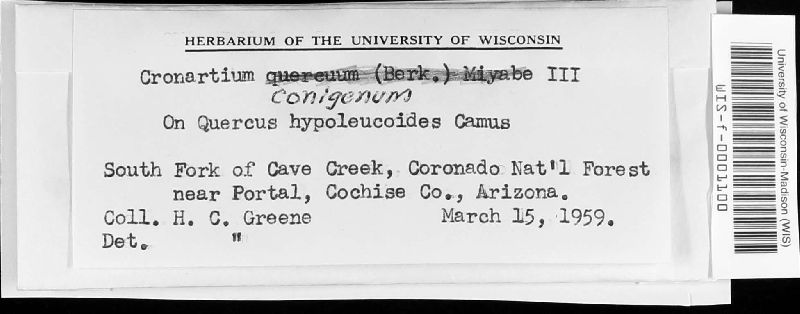 HERBARIUM OF THE UNIVERSITY OF WISCONSIN
Cronartium quercuum (Berk.) Miyabe III
conigenum
On Quercus hypoleucoides Camus
South Fork of Cave Creek, Coronado Nat'l Forest
near Portal, Cochise Co., Arizona.
Coll. H. C. Greene March 15, 1959.
Det. "
University of Wisconsin-Madison (WIS)
WIS-f-0001100